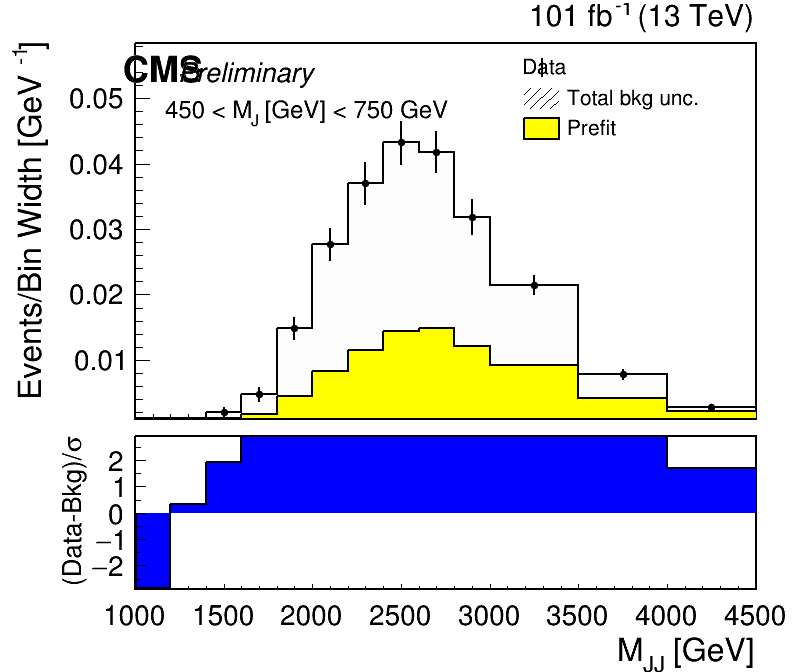 101 fb⁻¹ (13 TeV)
CMS Preliminary
450 < M_J [GeV] < 750 GeV
Data
Total bkg unc.
Prefit
Events/Bin Width [GeV⁻¹]
0.05
0.04
0.03
0.02
0.01
(Data-Bkg)/σ
2
1
0
−1
−2
1000 1500 2000 2500 3000 3500 4000 4500
M_JJ [GeV]